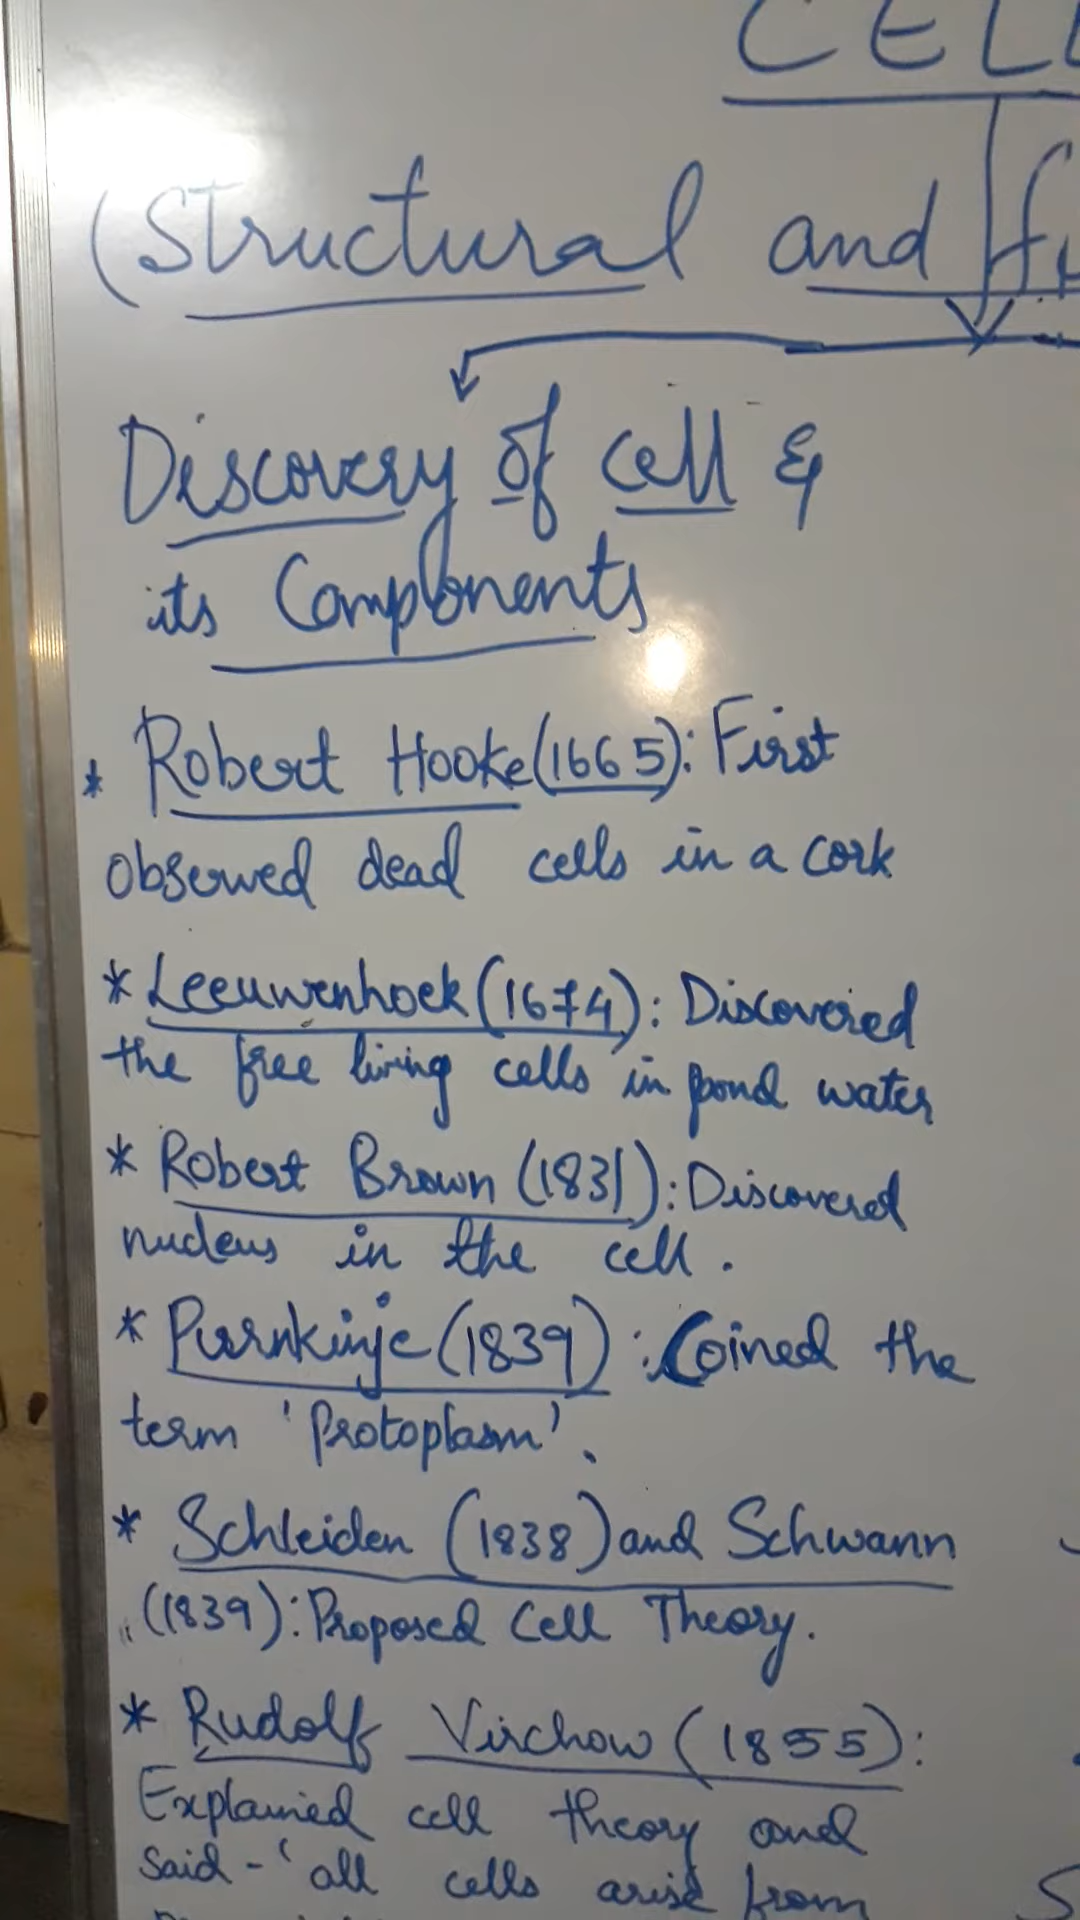 CELL
(Structural and fu
Discovery of cell &
its Components
* Robert Hooke (1665): First
observed dead cells in a cork
* Leeuwenhoek (1674): Discovered
the free living cells in pond water
* Robert Brown (1831): Discovered
nucleus in the cell.
* Purnkinje (1839): Coined the
term 'Protoplasm'.
* Schleiden (1838) and Schwann
(1839): Proposed Cell Theory.
* Rudolf Virchow (1855):
Explained cell theory and
said - 'all cells arise from